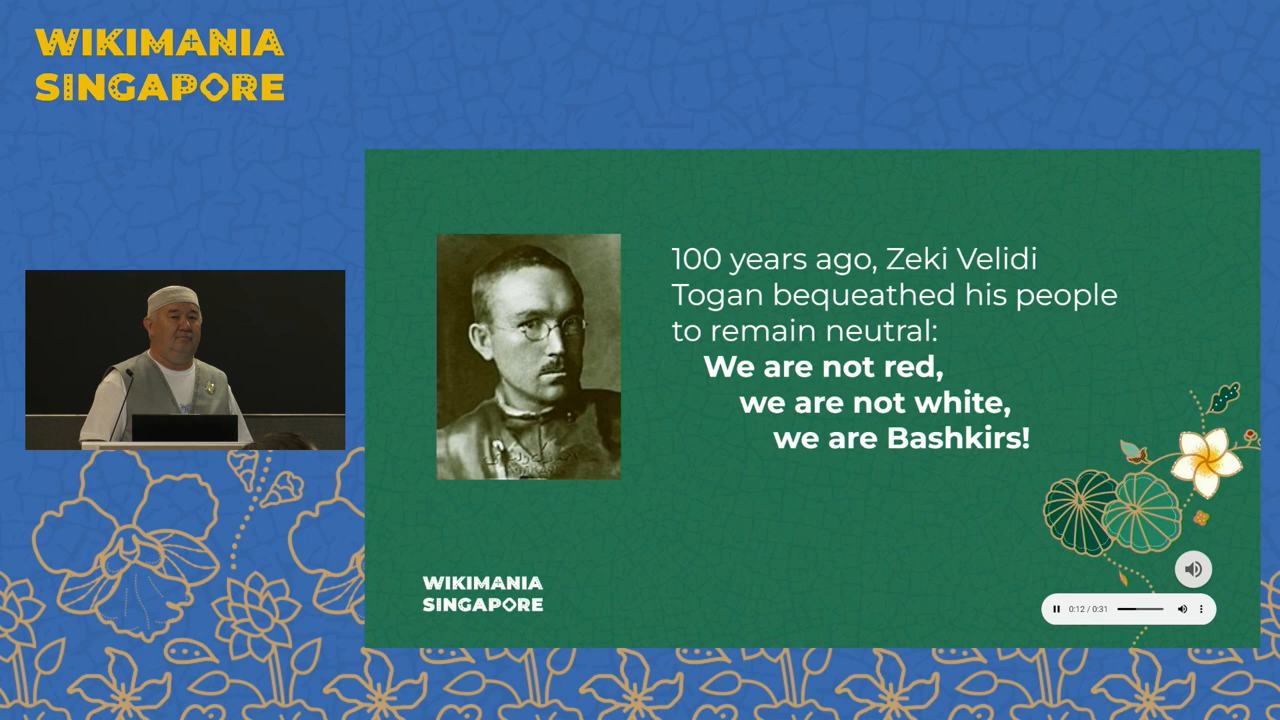 WIKIMANIA
SINGAPORE
100 years ago, Zeki Velidi
Togan bequeathed his people
to remain neutral:
We are not red,
we are not white,
we are Bashkirs!
WIKIMANIA
SINGAPORE
0:12 / 0:31